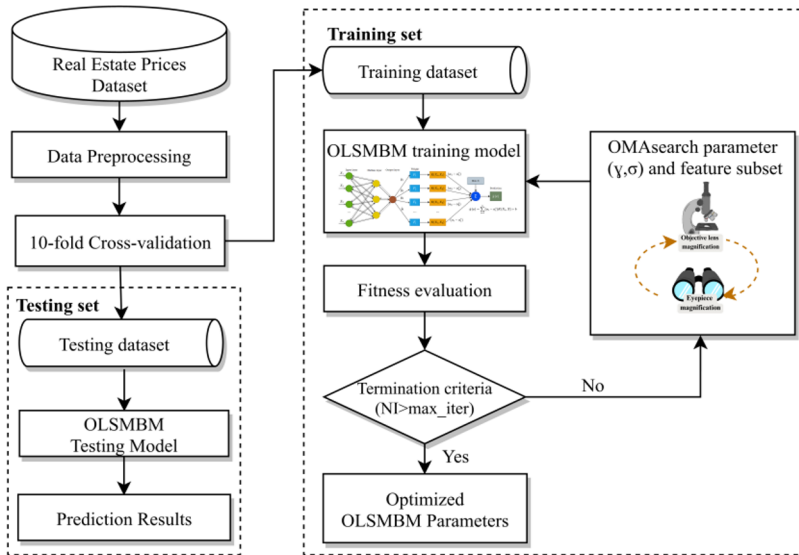 Real Estate Prices
Dataset
Data Preprocessing
10-fold Cross-validation
Testing set
Testing dataset
OLSMBM
Testing Model
Prediction Results
Training set
Training dataset
OLSMBM training model
Fitness evaluation
Termination criteria
(NI>max_iter)
No
Yes
Optimized
OLSMBM Parameters
OMAsearch parameter
(ɣ,σ) and feature subset
Objective lens
magnification
Eyepiece
magnification